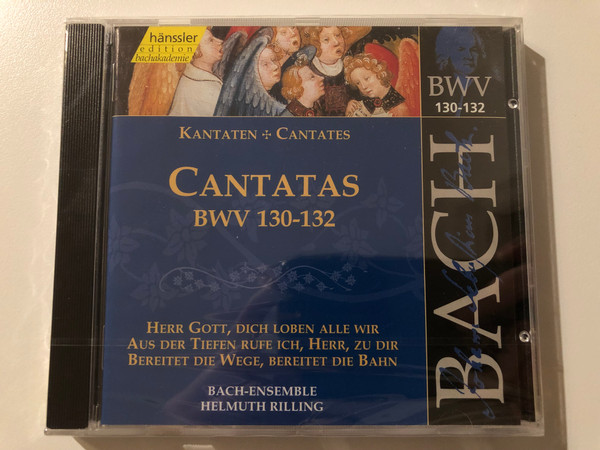 hänssler
edition
bachakademie
BWV
130-132
KANTATEN ✢ CANTATES
CANTATAS
BWV 130-132
HERR GOTT, DICH LOBEN ALLE WIR
AUS DER TIEFEN RUFE ICH, HERR, ZU DIR
BEREITET DIE WEGE, BEREITET DIE BAHN
BACH-ENSEMBLE
HELMUTH RILLING
BACH